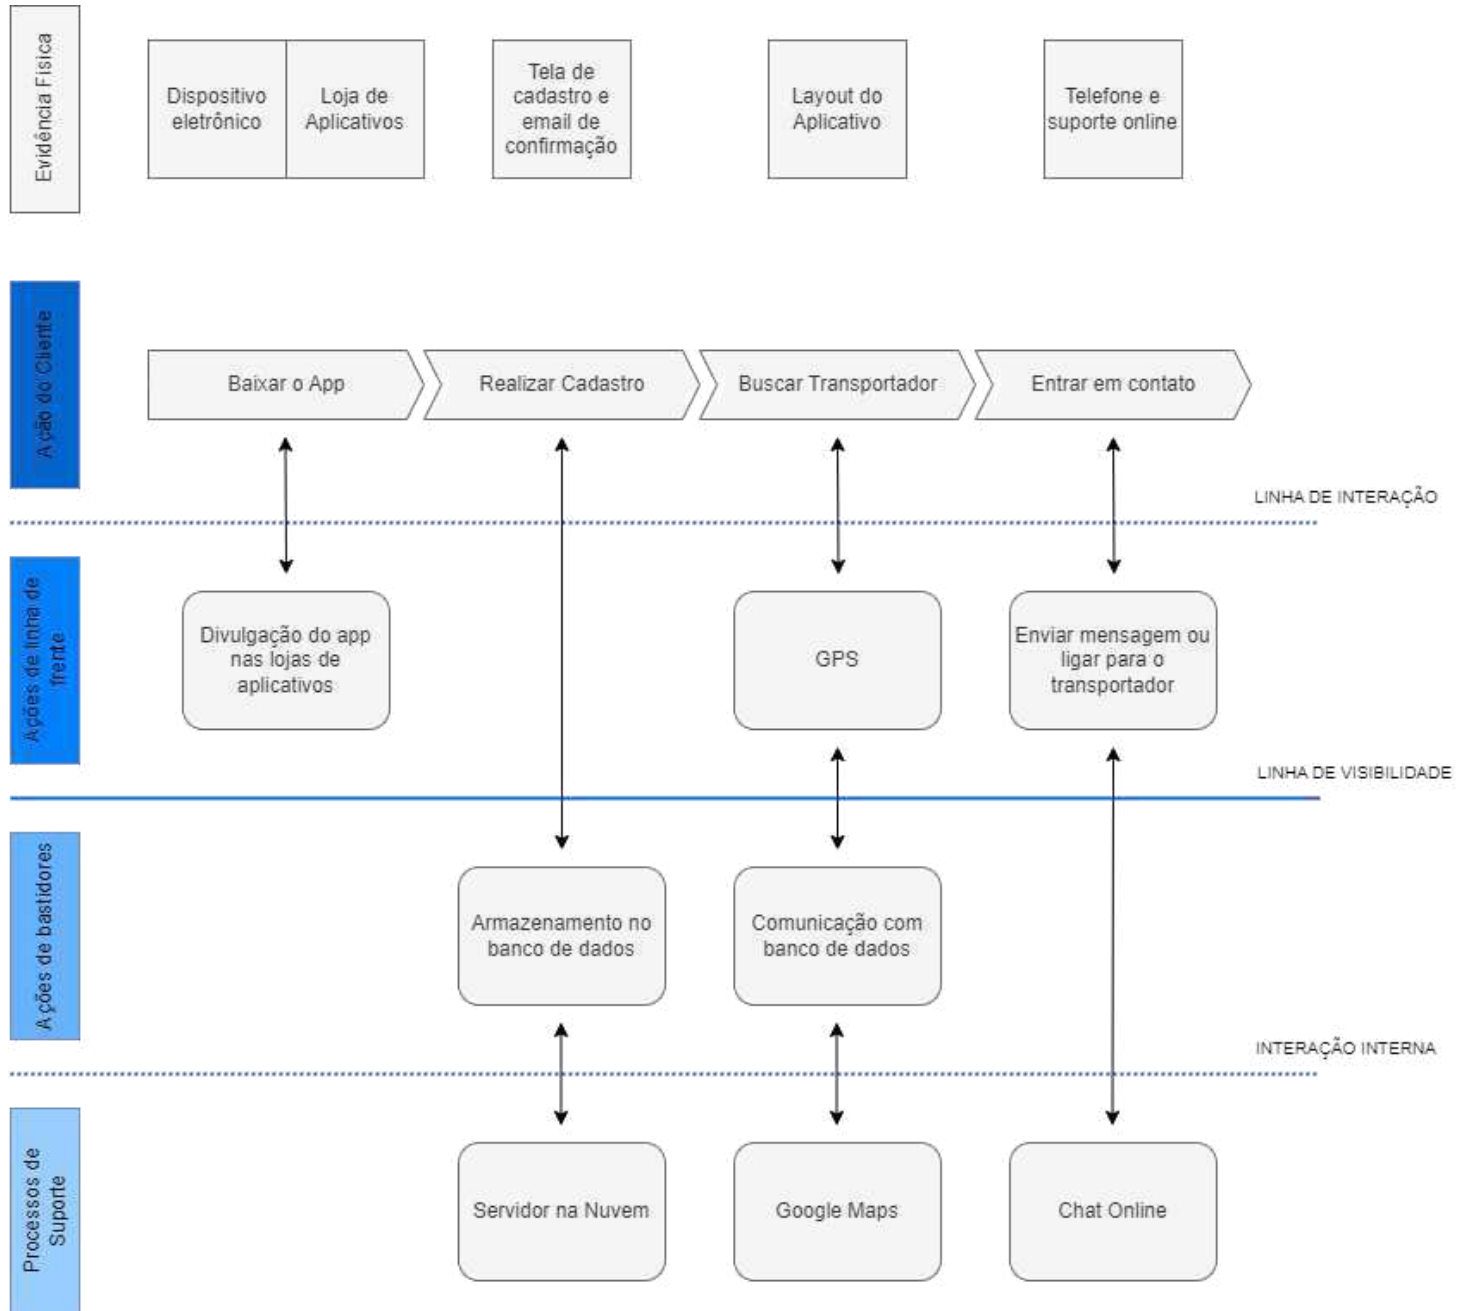 Evidência Fisica
Dispositivo
eletrônico
Loja de
Aplicativos
Tela de
cadastro e
email de
confirmação
Layout do
Aplicativo
Telefone e
suporte online
Ação do Cliente
Baixar o App
Realizar Cadastro
Buscar Transportador
Entrar em contato
LINHA DE INTERAÇÃO
Ações de linha de
frente
Divulgação do app
nas lojas de
aplicativos
GPS
Enviar mensagem ou
ligar para o
transportador
LINHA DE VISIBILIDADE
Ações de bastidores
Armazenamento no
banco de dados
Comunicação com
banco de dados
INTERAÇÃO INTERNA
Processos de
Suporte
Servidor na Nuvem
Google Maps
Chat Online